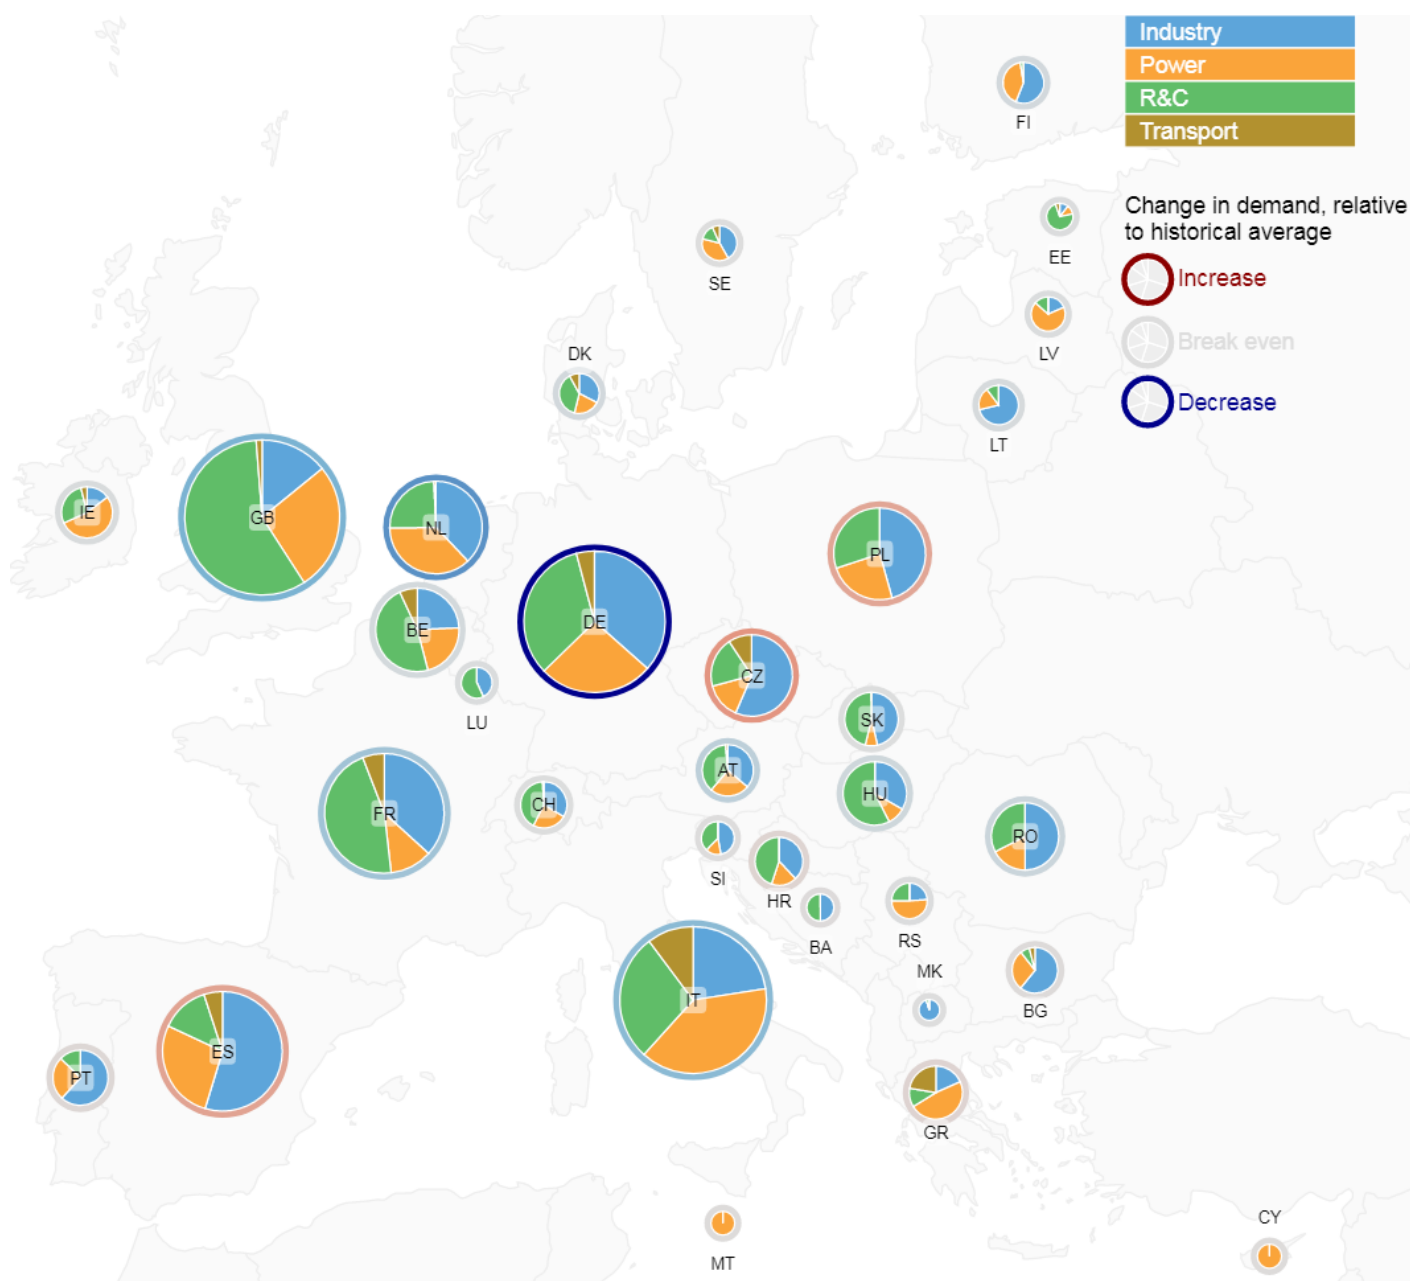 Industry
Power
R&C
Transport
Change in demand, relative
to historical average
Increase
Break even
Decrease
FI
EE
SE
LV
DK
LT
IE
GB
NL
PL
BE
DE
CZ
LU
SK
AT
HU
FR
CH
RO
SI
HR
BA
RS
MK
BG
IT
ES
PT
GR
CY
MT